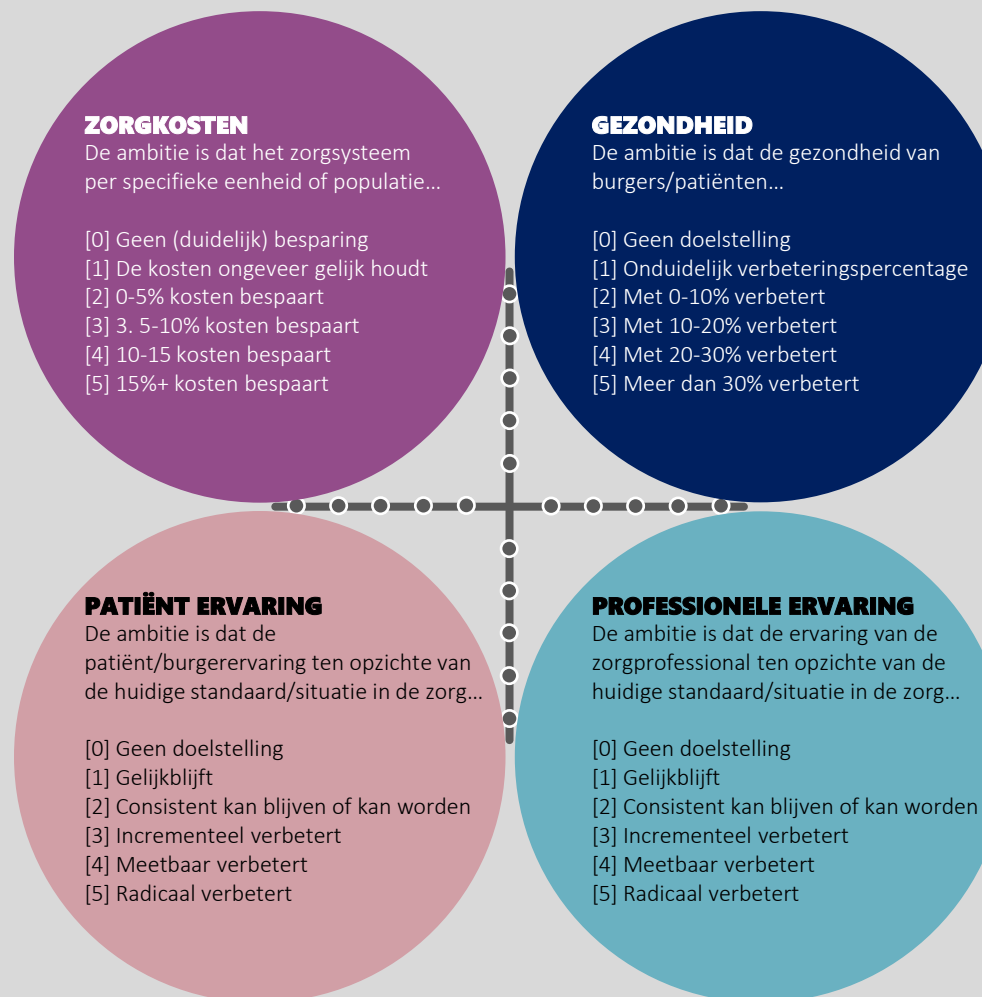 ZORGKOSTEN
De ambitie is dat het zorgsysteem
per specifieke eenheid of populatie...
[0] Geen (duidelijk) besparing
[1] De kosten ongeveer gelijk houdt
[2] 0-5% kosten bespaart
[3] 3. 5-10% kosten bespaart
[4] 10-15 kosten bespaart
[5] 15%+ kosten bespaart
GEZONDHEID
De ambitie is dat de gezondheid van
burgers/patiënten...
[0] Geen doelstelling
[1] Onduidelijk verbeteringspercentage
[2] Met 0-10% verbetert
[3] Met 10-20% verbetert
[4] Met 20-30% verbetert
[5] Meer dan 30% verbetert
PATIËNT ERVARING
De ambitie is dat de
patiënt/burgerervaring ten opzichte van
de huidige standaard/situatie in de zorg...
[0] Geen doelstelling
[1] Gelijkblijft
[2] Consistent kan blijven of kan worden
[3] Incrementeel verbetert
[4] Meetbaar verbetert
[5] Radicaal verbetert
PROFESSIONELE ERVARING
De ambitie is dat de ervaring van de
zorgprofessional ten opzichte van de
huidige standaard/situatie in de zorg...
[0] Geen doelstelling
[1] Gelijkblijft
[2] Consistent kan blijven of kan worden
[3] Incrementeel verbetert
[4] Meetbaar verbetert
[5] Radicaal verbetert